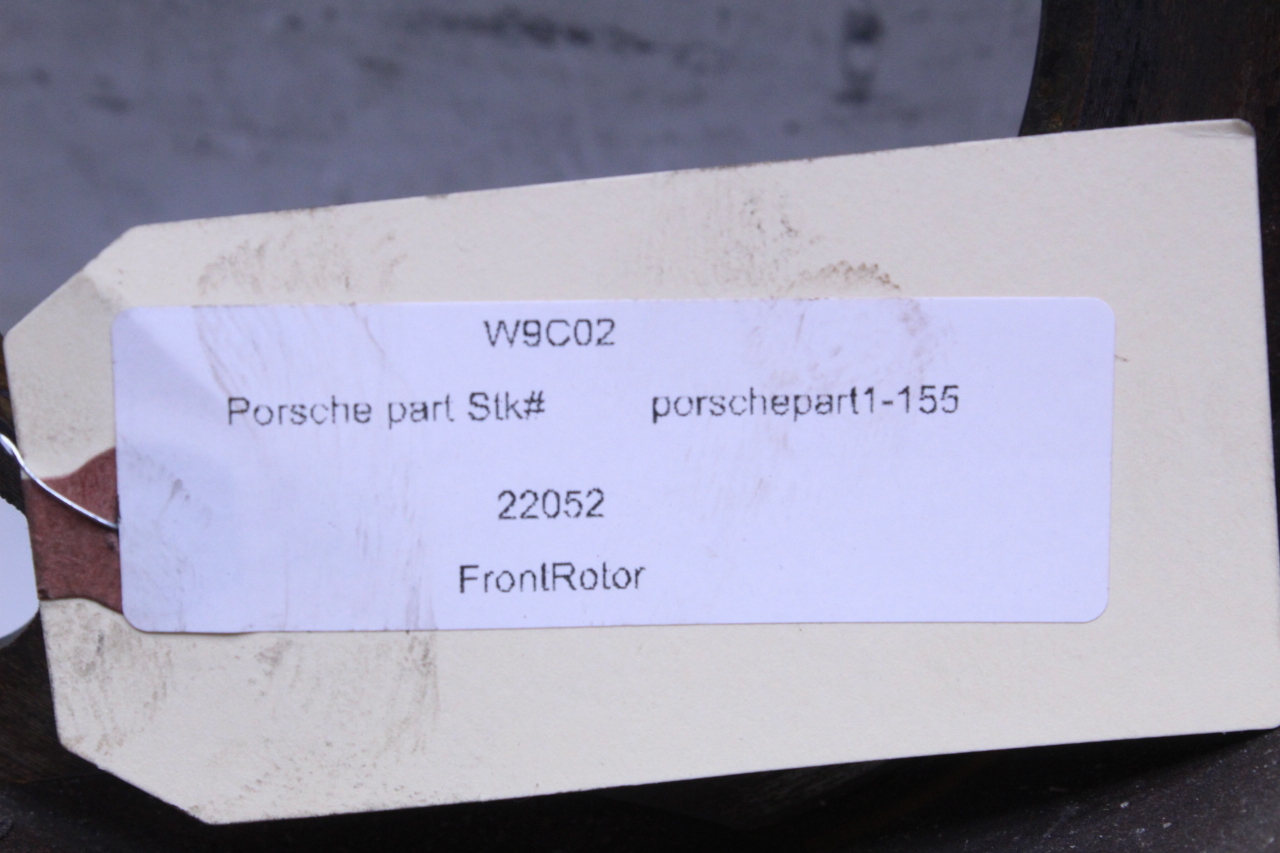 W9C02
Porsche part Stk# porschepart1-155
22052
FrontRotor